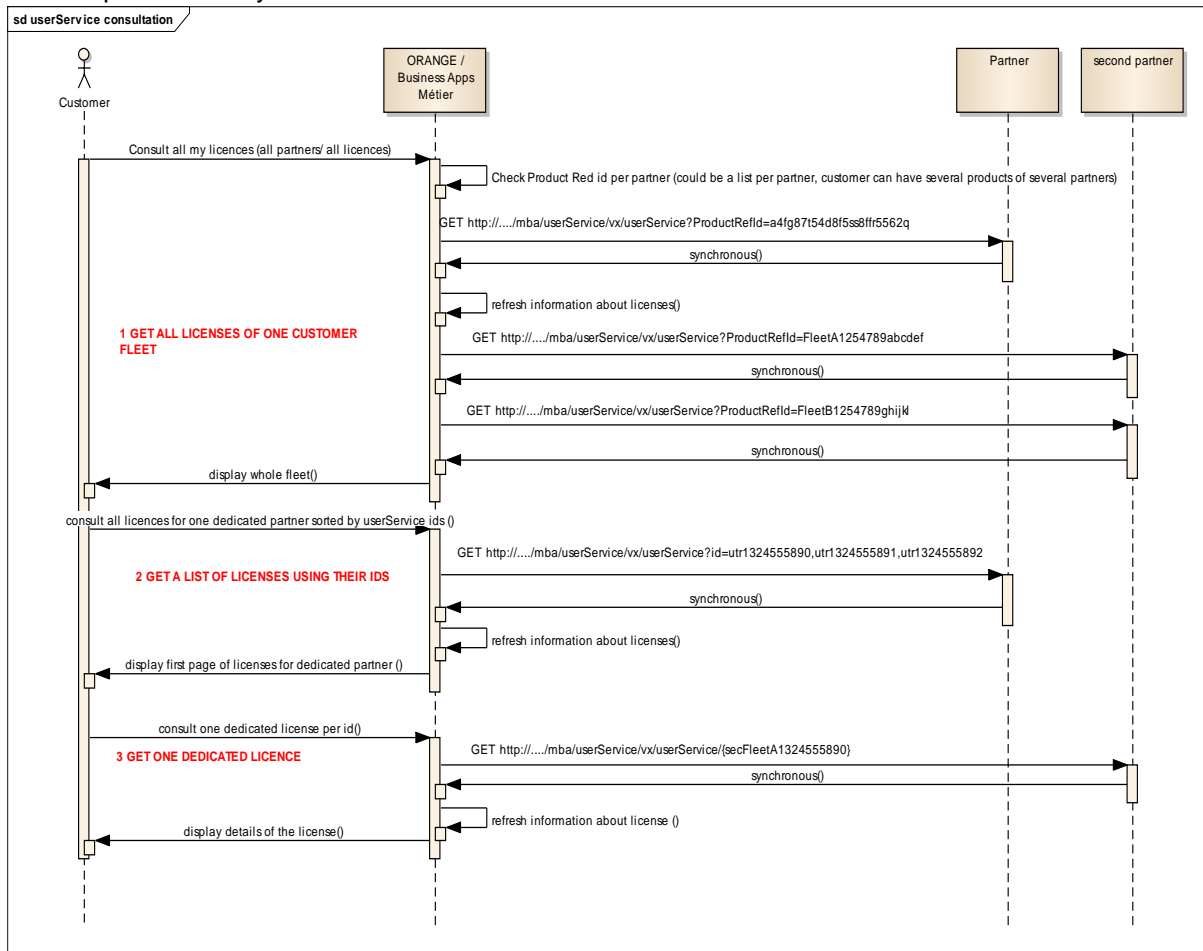 sd userService consultation
Customer
ORANGE /
Business Apps
Métier
Partner
second partner
Consult all my licences (all partners/ all licences)
Check Product Red id per partner (could be a list per partner, customer can have several products of several partners)
GET http://..../mba/userService/vx/userService?ProductRefId=a4fg87t54d8f5ss8ffr5562q
synchronous()
refresh information about licenses()
1 GET ALL LICENSES OF ONE CUSTOMER
FLEET
GET http://..../mba/userService/vx/userService?ProductRefId=FleetA1254789abcdef
synchronous()
GET http://..../mba/userService/vx/userService?ProductRefId=FleetB1254789ghijkl
synchronous()
display whole fleet()
consult all licences for one dedicated partner sorted by userService ids ()
GET http://..../mba/userService/vx/userService?id=utr1324555890,utr1324555891,utr1324555892
2 GET A LIST OF LICENSES USING THEIR IDS
synchronous()
refresh information about licenses()
display first page of licenses for dedicated partner ()
consult one dedicated license per id()
GET http://..../mba/userService/vx/userService/{secFleetA1324555890}
3 GET ONE DEDICATED LICENCE
synchronous()
refresh information about license ()
display details of the license()